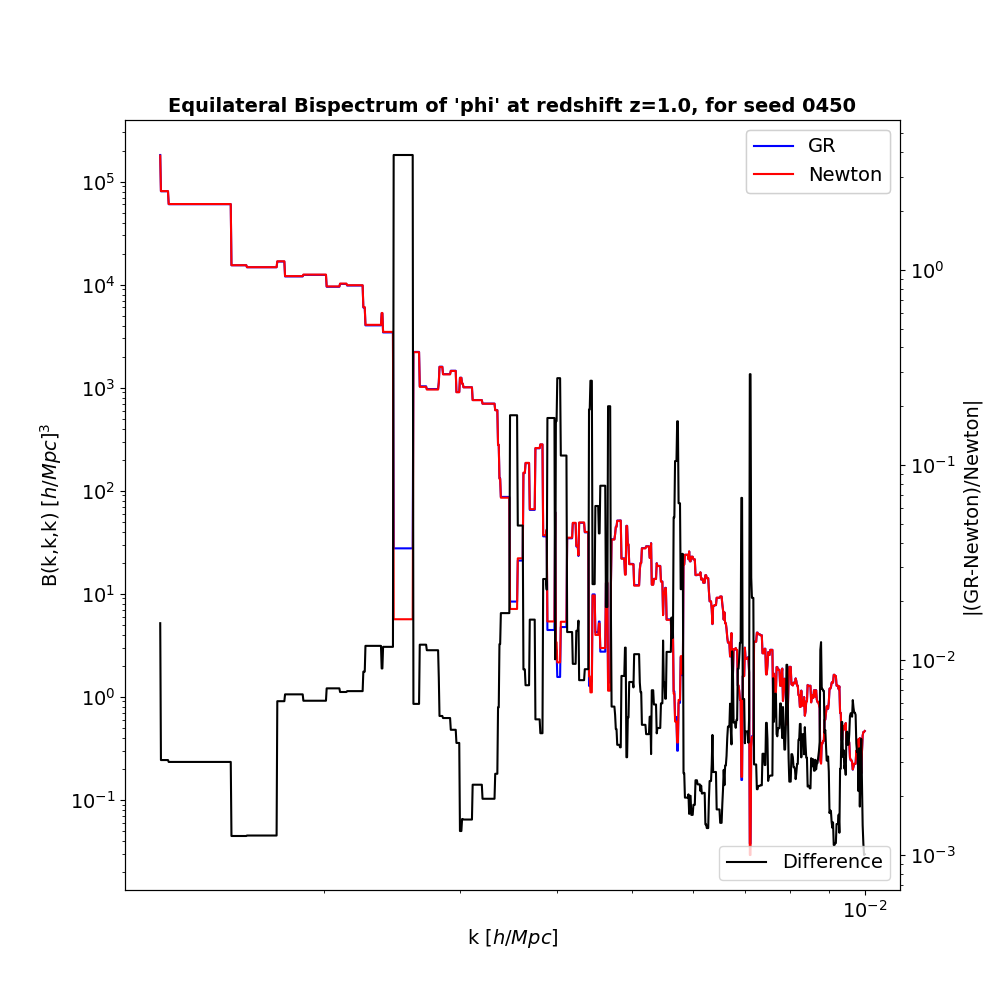 Equilateral Bispectrum of 'phi' at redshift z=1.0, for seed 0450
GR
Newton
10^5
10^4
10^3
10^2
10^1
10^0
10^-1
B(k,k,k) [h/Mpc]^3
10^0
10^-1
10^-2
10^-3
|(GR-Newton)/Newton|
Difference
10^-2
k [h/Mpc]